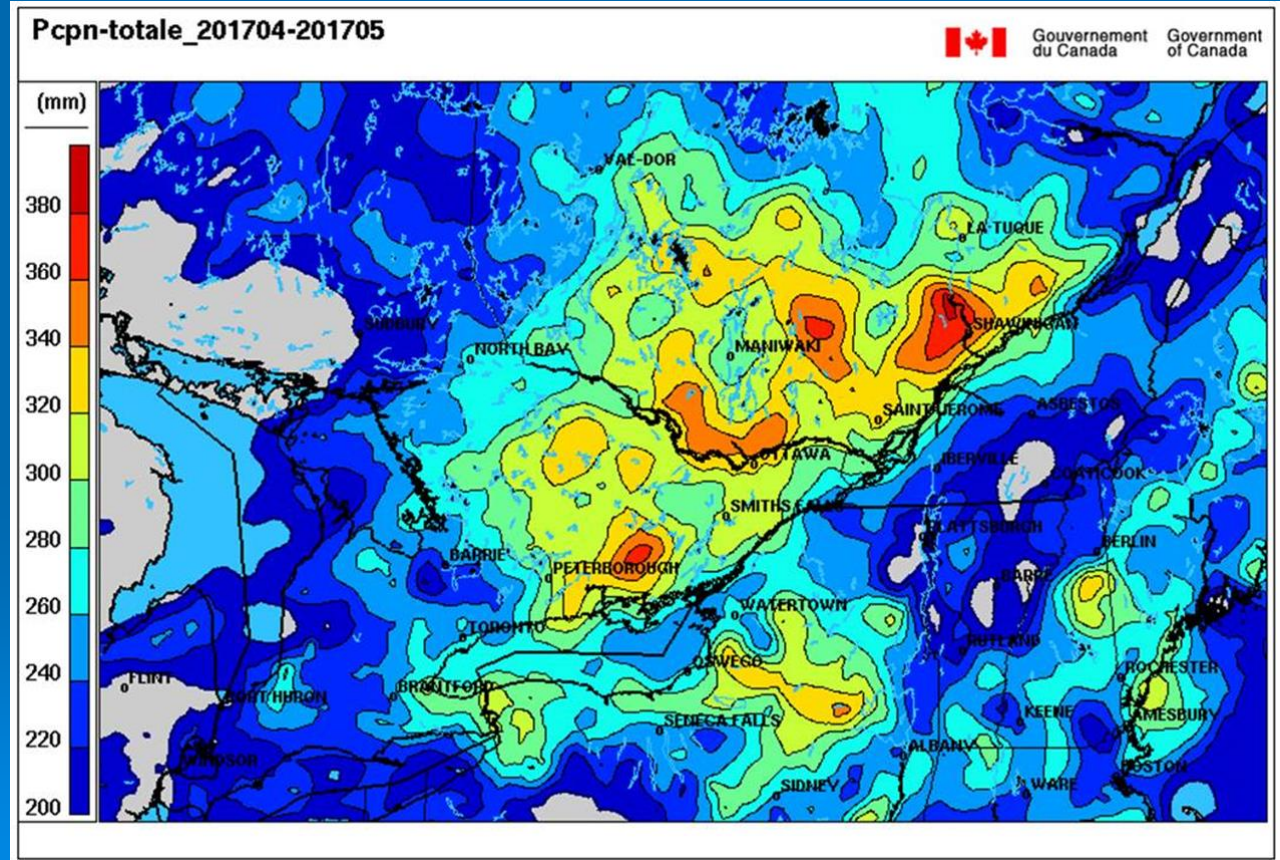 Pcpn-totale_201704-201705
Gouvernement du Canada
Government of Canada
(mm)
380
360
340
320
300
280
260
240
220
200
VAL-DOR
LA TUQUE
SUDBURY
SHAWINIGAN
NORTH BAY
MANIWAKI
SAINT-JEROME
ASBESTOS
OTTAWA
IBERVILLE
COATICOOK
SMITHS FALLS
PLATTSBURGH
BERLIN
BARRIE
PETERBOROUGH
BARRE
WATERTOWN
TORONTO
RUTLAND
OSWEGO
ROCHESTER
FLINT
PORT HURON
BRANTFORD
KEENE
AMESBURY
SENECA FALLS
ALBANY
WINDSOR
BOSTON
SIDNEY
WARE